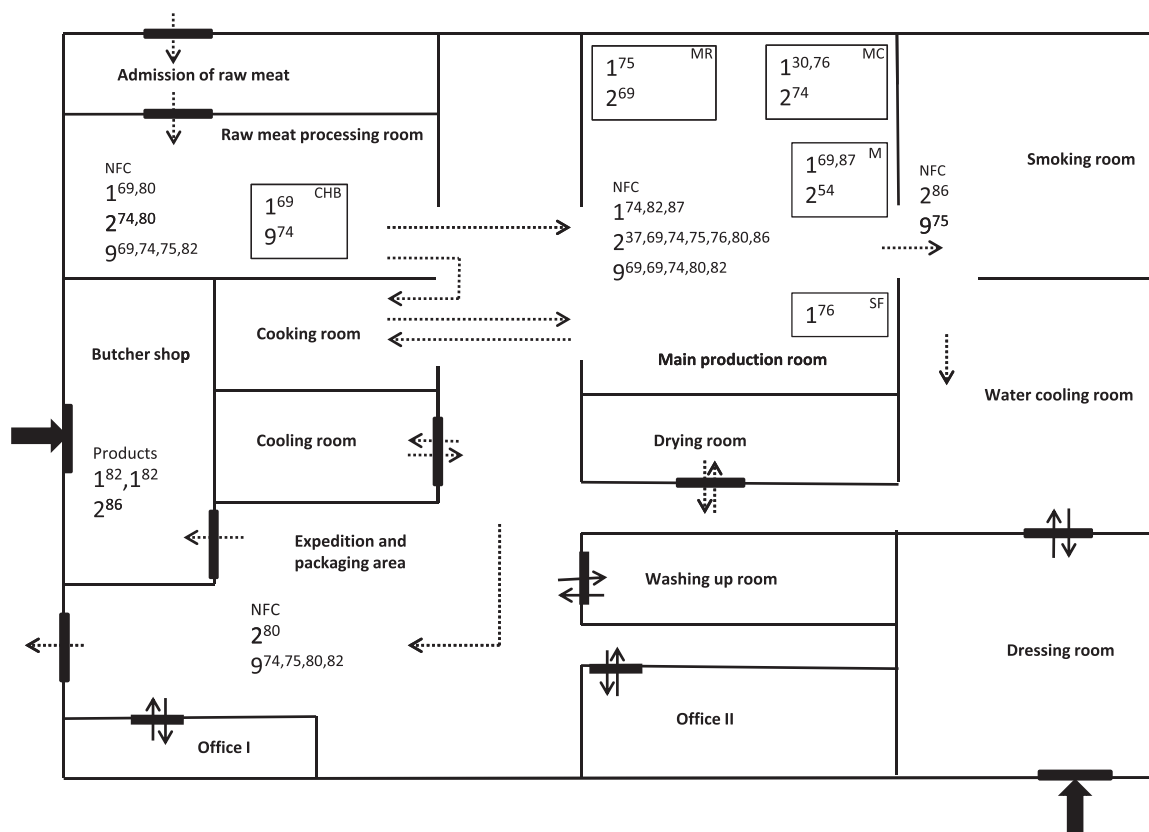 Admission of raw meat
Raw meat processing room
NFC
1^69,80
2^74,80
9^69,74,75,82
CHB
1^69
9^74
MR
1^75
2^69
MC
1^30,76
2^74
M
1^69,87
2^54
NFC
1^74,82,87
2^37,69,74,75,76,80,86
9^69,69,74,80,82
SF
1^76
Main production room
Smoking room
NFC
2^86
9^75
Butcher shop
Products
1^82,1^82
2^86
Cooking room
Cooling room
Drying room
Water cooling room
Expedition and
packaging area
NFC
2^80
9^74,75,80,82
Washing up room
Dressing room
Office I
Office II